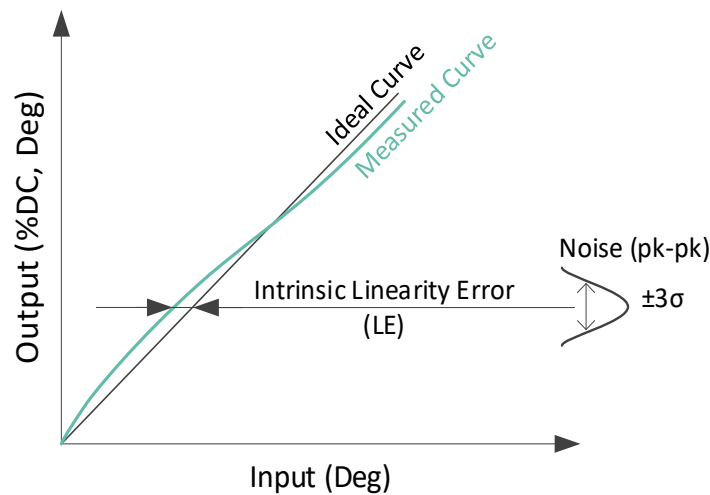 Ideal Curve
Measured Curve
Output (%DC, Deg)
Noise (pk-pk)
±3σ
Intrinsic Linearity Error
(LE)
Input (Deg)